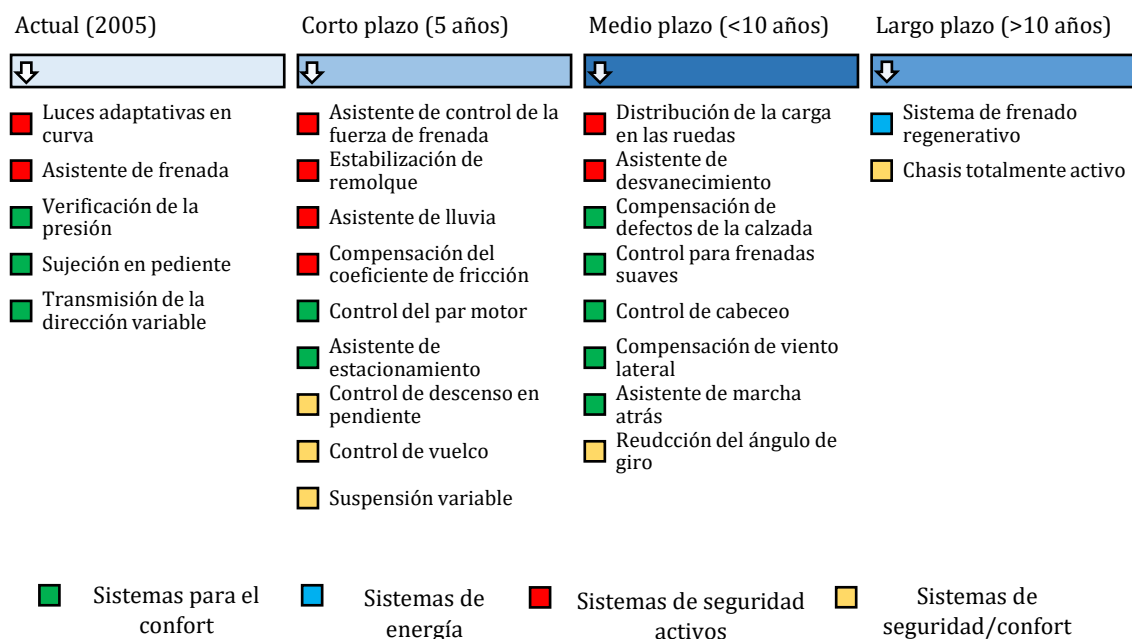 Actual (2005)
Corto plazo (5 años)
Medio plazo (<10 años)
Largo plazo (>10 años)
Luces adaptativas en
curva
Asistente de frenada
Verificación de la
presión
Sujeción en pediente
Transmisión de la
dirección variable
Asistente de control de la
fuerza de frenada
Estabilización de
remolque
Asistente de lluvia
Compensación del
coeficiente de fricción
Control del par motor
Asistente de
estacionamiento
Control de descenso en
pendiente
Control de vuelco
Suspensión variable
Distribución de la carga
en las ruedas
Asistente de
desvanecimiento
Compensación de
defectos de la calzada
Control para frenadas
suaves
Control de cabeceo
Compensación de viento
lateral
Asistente de marcha
atrás
Reudcción del ángulo de
giro
Sistema de frenado
regenerativo
Chasis totalmente activo
Sistemas para el
confort
Sistemas de
energía
Sistemas de seguridad
activos
Sistemas de
seguridad/confort